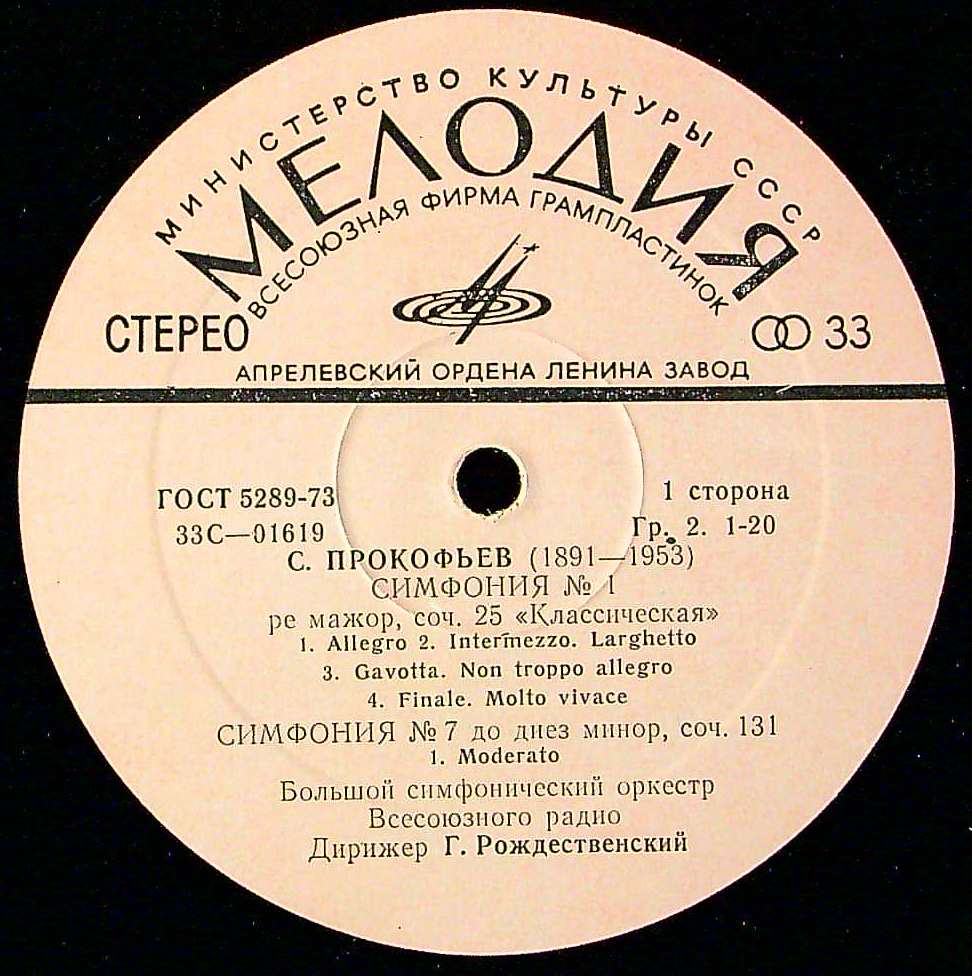 МИНИСТЕРСТВО КУЛЬТУРЫ СССР
МЕЛОДИЯ
ВСЕСОЮЗНАЯ ФИРМА ГРАМПЛАСТИНОК
СТЕРЕО
33
АПРЕЛЕВСКИЙ ОРДЕНА ЛЕНИНА ЗАВОД
ГОСТ 5289-73
1 сторона
33С—01619
Гр. 2. 1-20
С. ПРОКОФЬЕВ (1891—1953)
СИМФОНИЯ № 1
ре мажор, соч. 25 «Классическая»
1. Allegro 2. Intermezzo. Larghetto
3. Gavotta. Non troppo allegro
4. Finale. Molto vivace
СИМФОНИЯ № 7 до диез минор, соч. 131
1. Moderato
Большой симфонический оркестр
Всесоюзного радио
Дирижер Г. Рождественский